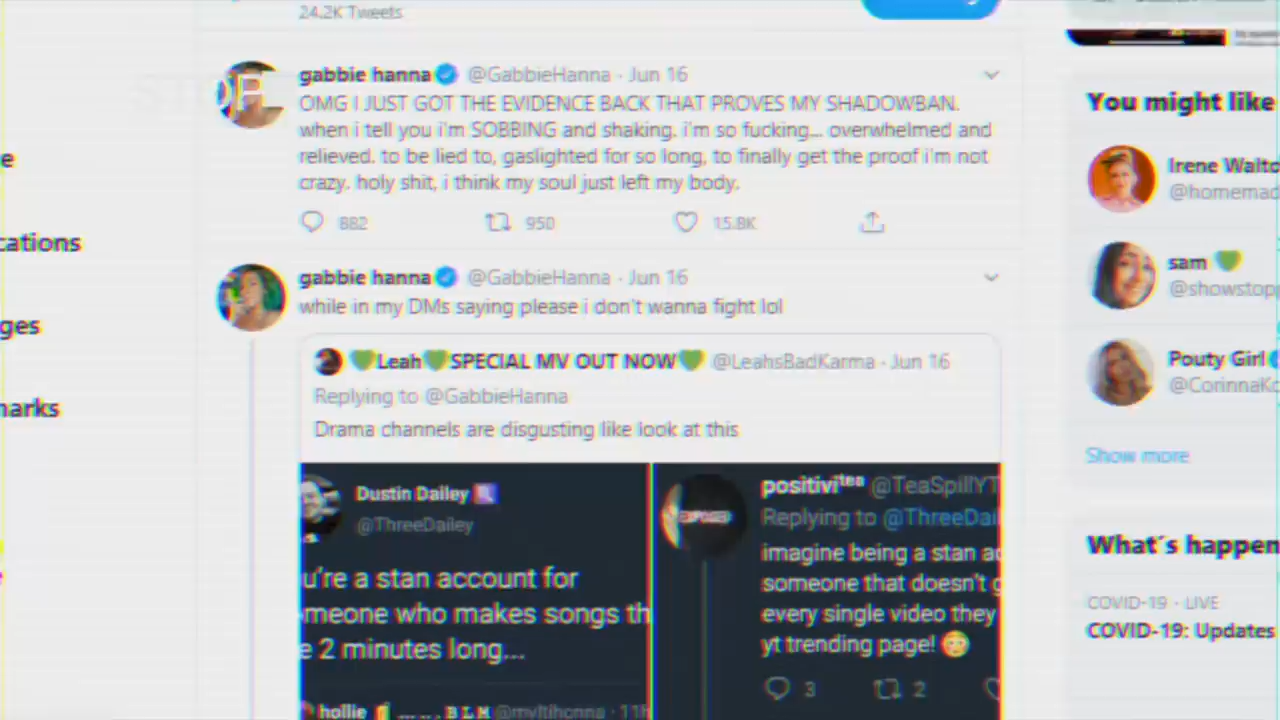 24.2K Tweets
STOP
gabbie hanna @GabbieHanna · Jun 16
OMG I JUST GOT THE EVIDENCE BACK THAT PROVES MY SHADOWBAN.
when i tell you i'm SOBBING and shaking. i'm so fucking... overwhelmed and
relieved. to be lied to, gaslighted for so long, to finally get the proof i'm not
crazy. holy shit, i think my soul just left my body.
882 950 15.8K
gabbie hanna @GabbieHanna · Jun 16
while in my DMs saying please i don't wanna fight lol
💚Leah💚SPECIAL MV OUT NOW💚 @LeahsBadKarma · Jun 16
Replying to @GabbieHanna
Drama channels are disgusting like look at this
Dustin Dailey
@ThreeDailey
u're a stan account for
meone who makes songs th
e 2 minutes long...
hollie @mvltihonna · 11h
positivitea @TeaSpillYT
Replying to @ThreeDail
imagine being a stan ac
someone that doesn't g
every single video they
yt trending page! 😳
3 2
e
cations
ges
marks
You might like
Irene Walto
@homemad
sam 💚
@showstopp
Pouty Girl
@CorinnaKo
Show more
What's happen
COVID-19 · LIVE
COVID-19: Updates